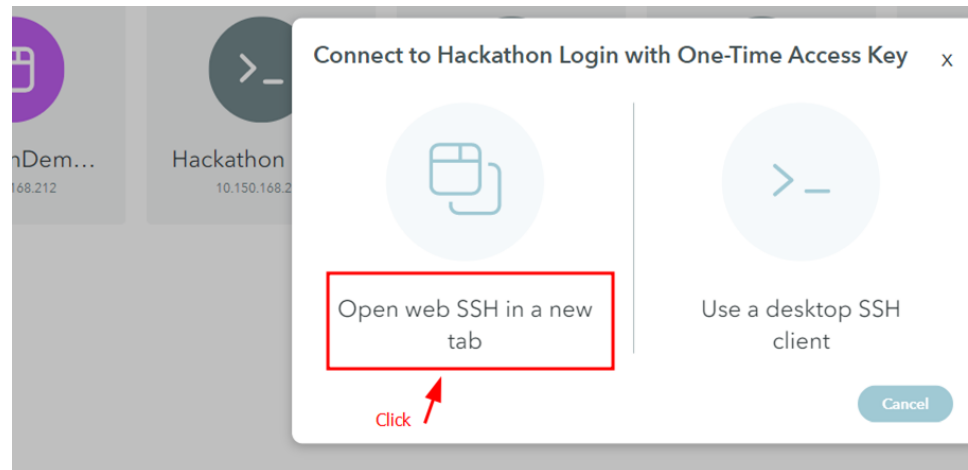 Connect to Hackathon Login with One-Time Access Key
x
>_
nDem...
168.212
Hackathon
10.150.168.2
>_
Open web SSH in a new
tab
Use a desktop SSH
client
Click
Cancel